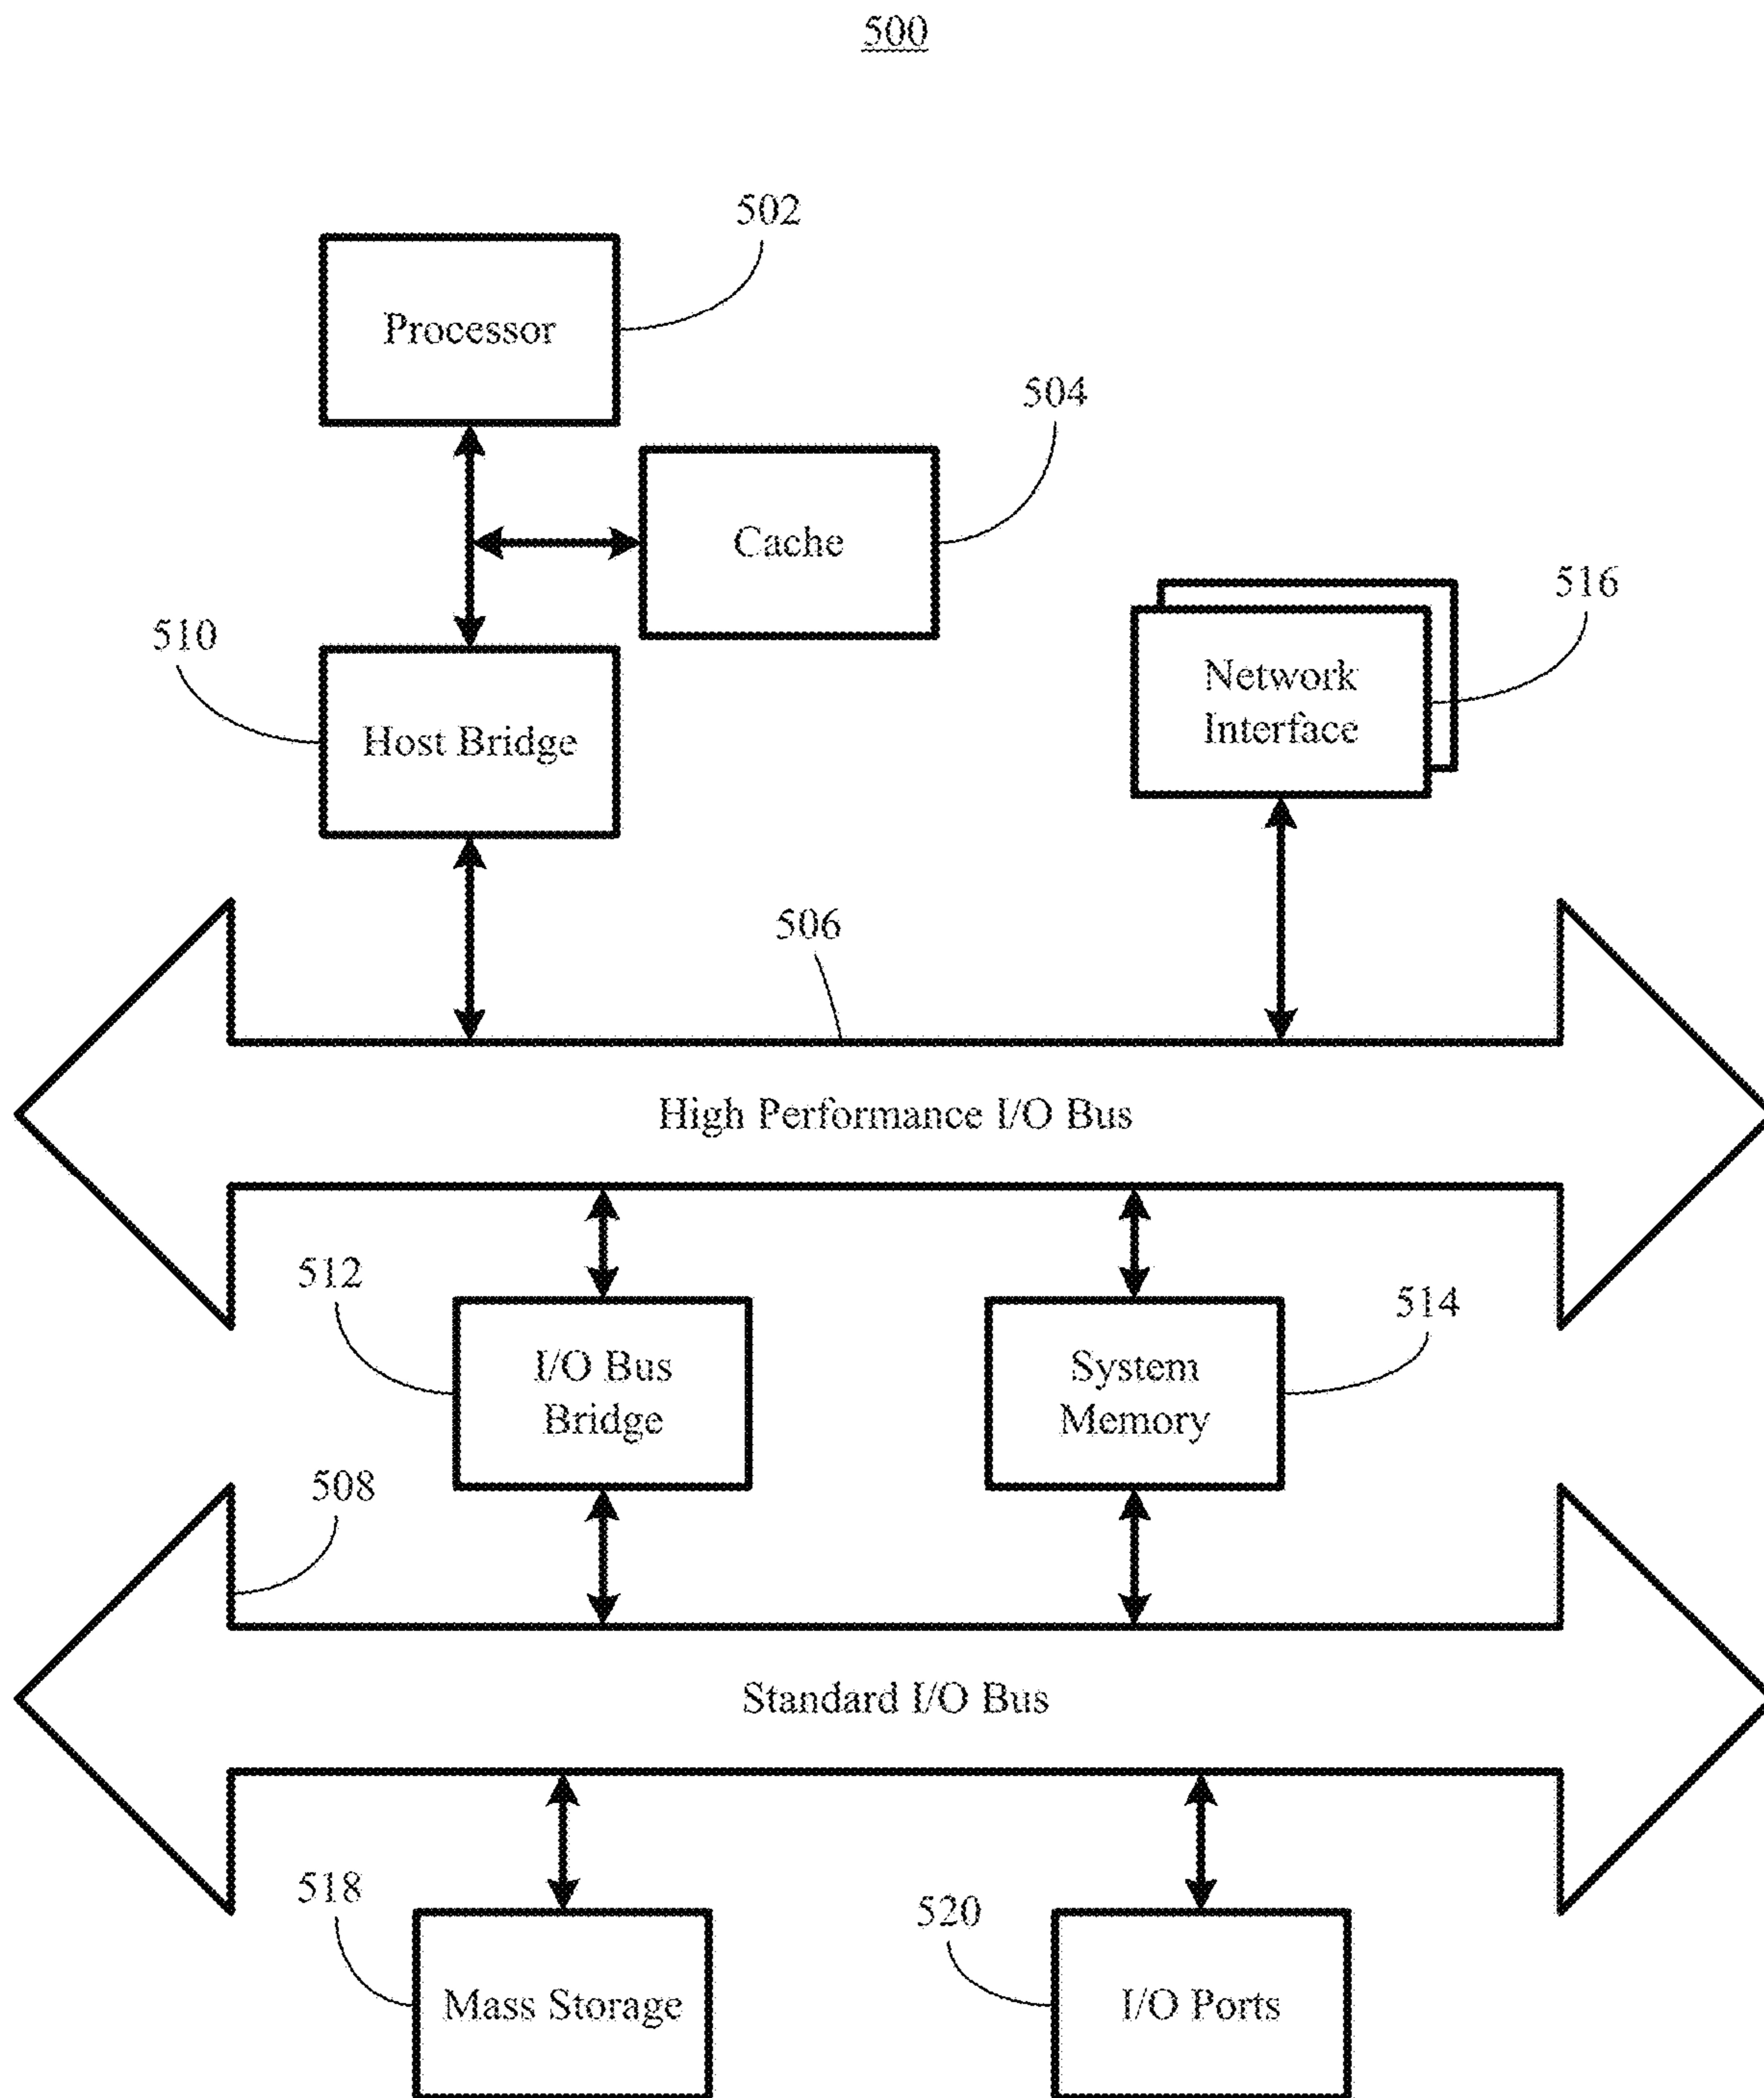 500
502
Processor
504
Cache
516
510
Network
Interface
Host Bridge
506
High Performance I/O Bus
512
514
I/O Bus
Bridge
System
Memory
508
Standard I/O Bus
518
520
Mass Storage
I/O Ports